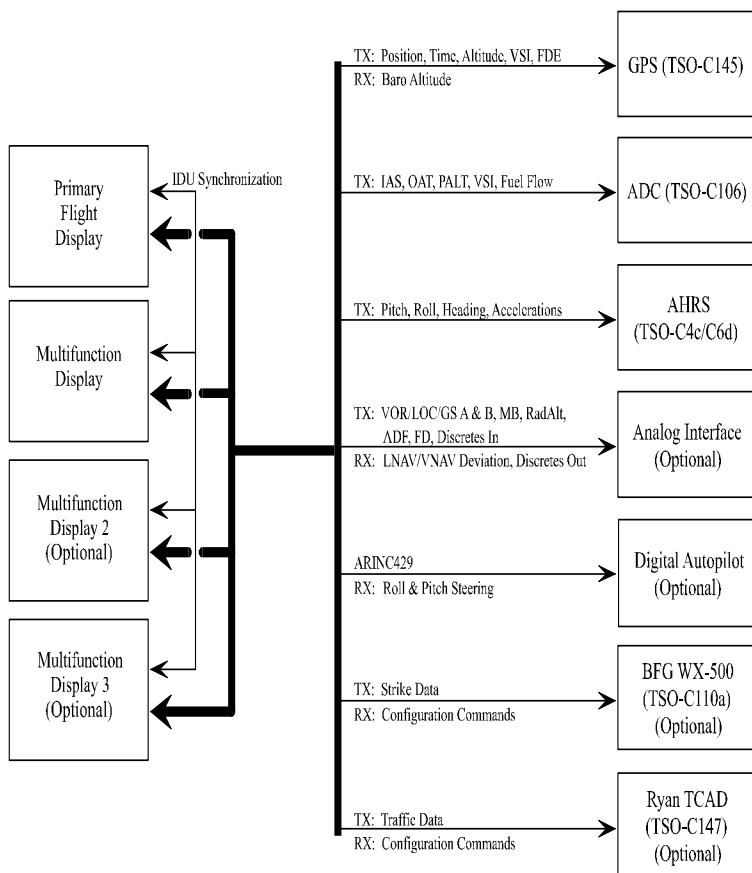 TX: Position, Time, Altitude, VSI, FDE
RX: Baro Altitude
GPS (TSO-C145)
IDU Synchronization
Primary
Flight
Display
TX: IAS, OAT, PALT, VSI, Fuel Flow
ADC (TSO-C106)
Multifunction
Display
TX: Pitch, Roll, Heading, Accelerations
AHRS
(TSO-C4c/C6d)
TX: VOR/LOC/GS A & B, MB, RadAlt,
ADF, FD, Discretes In
RX: LNAV/VNAV Deviation, Discretes Out
Analog Interface
(Optional)
Multifunction
Display 2
(Optional)
ARINC429
RX: Roll & Pitch Steering
Digital Autopilot
(Optional)
Multifunction
Display 3
(Optional)
TX: Strike Data
RX: Configuration Commands
BFG WX-500
(TSO-C110a)
(Optional)
TX: Traffic Data
RX: Configuration Commands
Ryan TCAD
(TSO-C147)
(Optional)